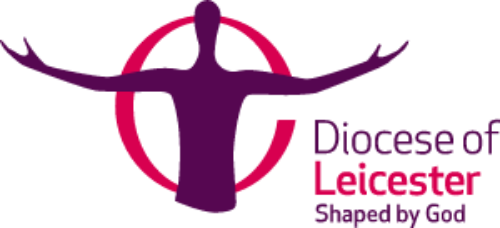 Diocese of
Leicester
Shaped by God